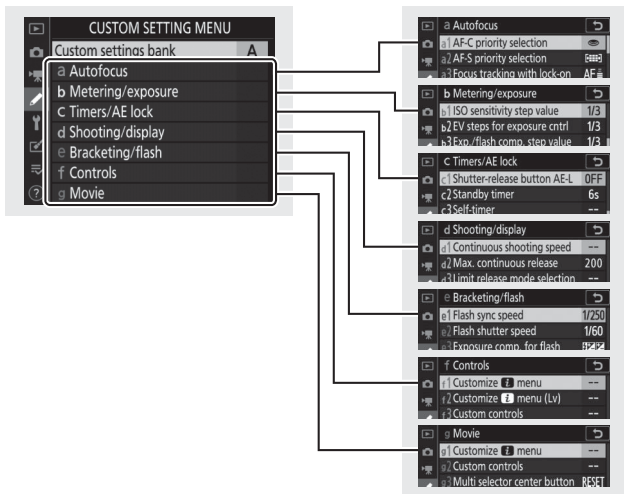 CUSTOM SETTING MENU
Custom settings bank A
a Autofocus
b Metering/exposure
c Timers/AE lock
d Shooting/display
e Bracketing/flash
f Controls
g Movie
a Autofocus
a1 AF-C priority selection
a2 AF-S priority selection
a3 Focus tracking with lock-on AF
b Metering/exposure
b1 ISO sensitivity step value 1/3
b2 EV steps for exposure cntrl 1/3
b3 Exp./flash comp. step value 1/3
c Timers/AE lock
c1 Shutter-release button AE-L OFF
c2 Standby timer 6s
c3 Self-timer --
d Shooting/display
d1 Continuous shooting speed --
d2 Max. continuous release 200
d3 Limit release mode selection --
e Bracketing/flash
e1 Flash sync speed 1/250
e2 Flash shutter speed 1/60
e3 Exposure comp. for flash
f Controls
f1 Customize i menu --
f2 Customize i menu (Lv) --
f3 Custom controls --
g Movie
g1 Customize i menu --
g2 Custom controls --
g3 Multi selector center button RESET